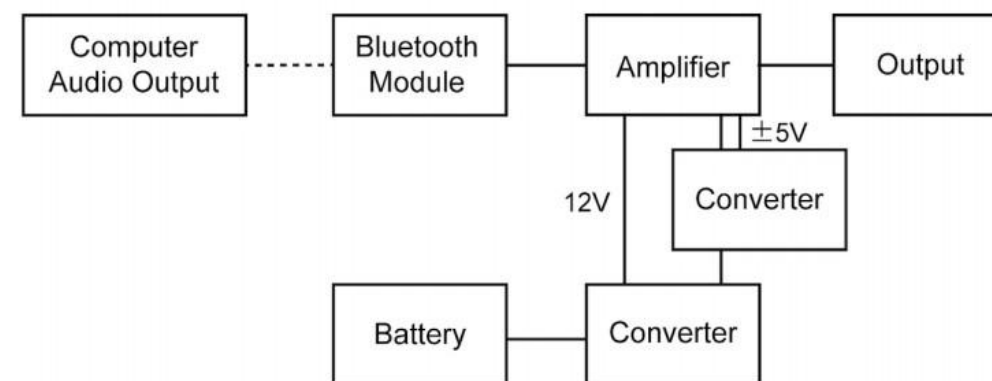 Computer
Audio Output
Bluetooth
Module
Amplifier
Output
±5V
12V
Converter
Battery
Converter